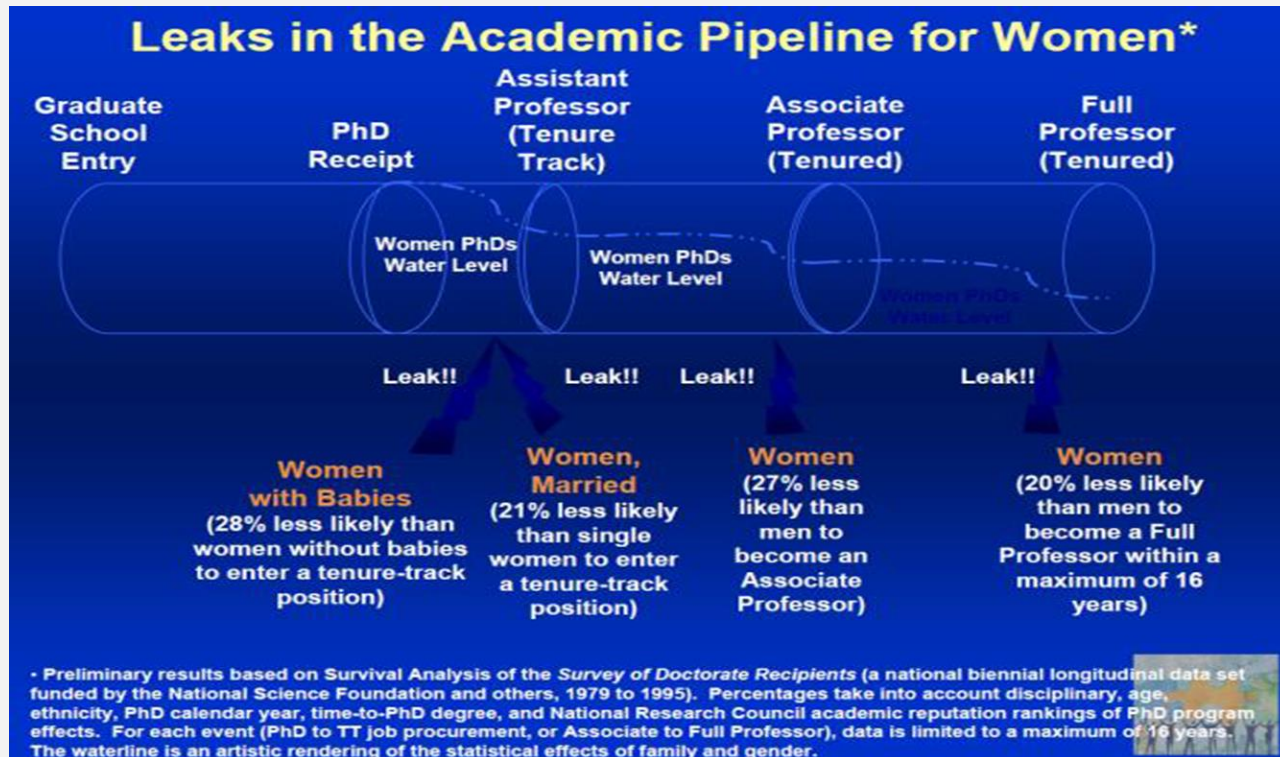 Leaks in the Academic Pipeline for Women*
Graduate
School
Entry
PhD
Receipt
Assistant
Professor
(Tenure
Track)
Associate
Professor
(Tenured)
Full
Professor
(Tenured)
Women PhDs
Water Level
Women PhDs
Water Level
Women PhDs
Water Level
Leak!!
Leak!!
Leak!!
Leak!!
Women
with Babies
(28% less likely than
women without babies
to enter a tenure-track
position)
Women,
Married
(21% less likely
than single
women to enter
a tenure-track
position)
Women
(27% less
likely than
men to
become an
Associate
Professor)
Women
(20% less likely
than men to
become a Full
Professor within a
maximum of 16
years)
• Preliminary results based on Survival Analysis of the Survey of Doctorate Recipients (a national biennial longitudinal data set
funded by the National Science Foundation and others, 1979 to 1995). Percentages take into account disciplinary, age,
ethnicity, PhD calendar year, time-to-PhD degree, and National Research Council academic reputation rankings of PhD program
effects. For each event (PhD to TT job procurement, or Associate to Full Professor), data is limited to a maximum of 16 years.
The waterline is an artistic rendering of the statistical effects of family and gender.